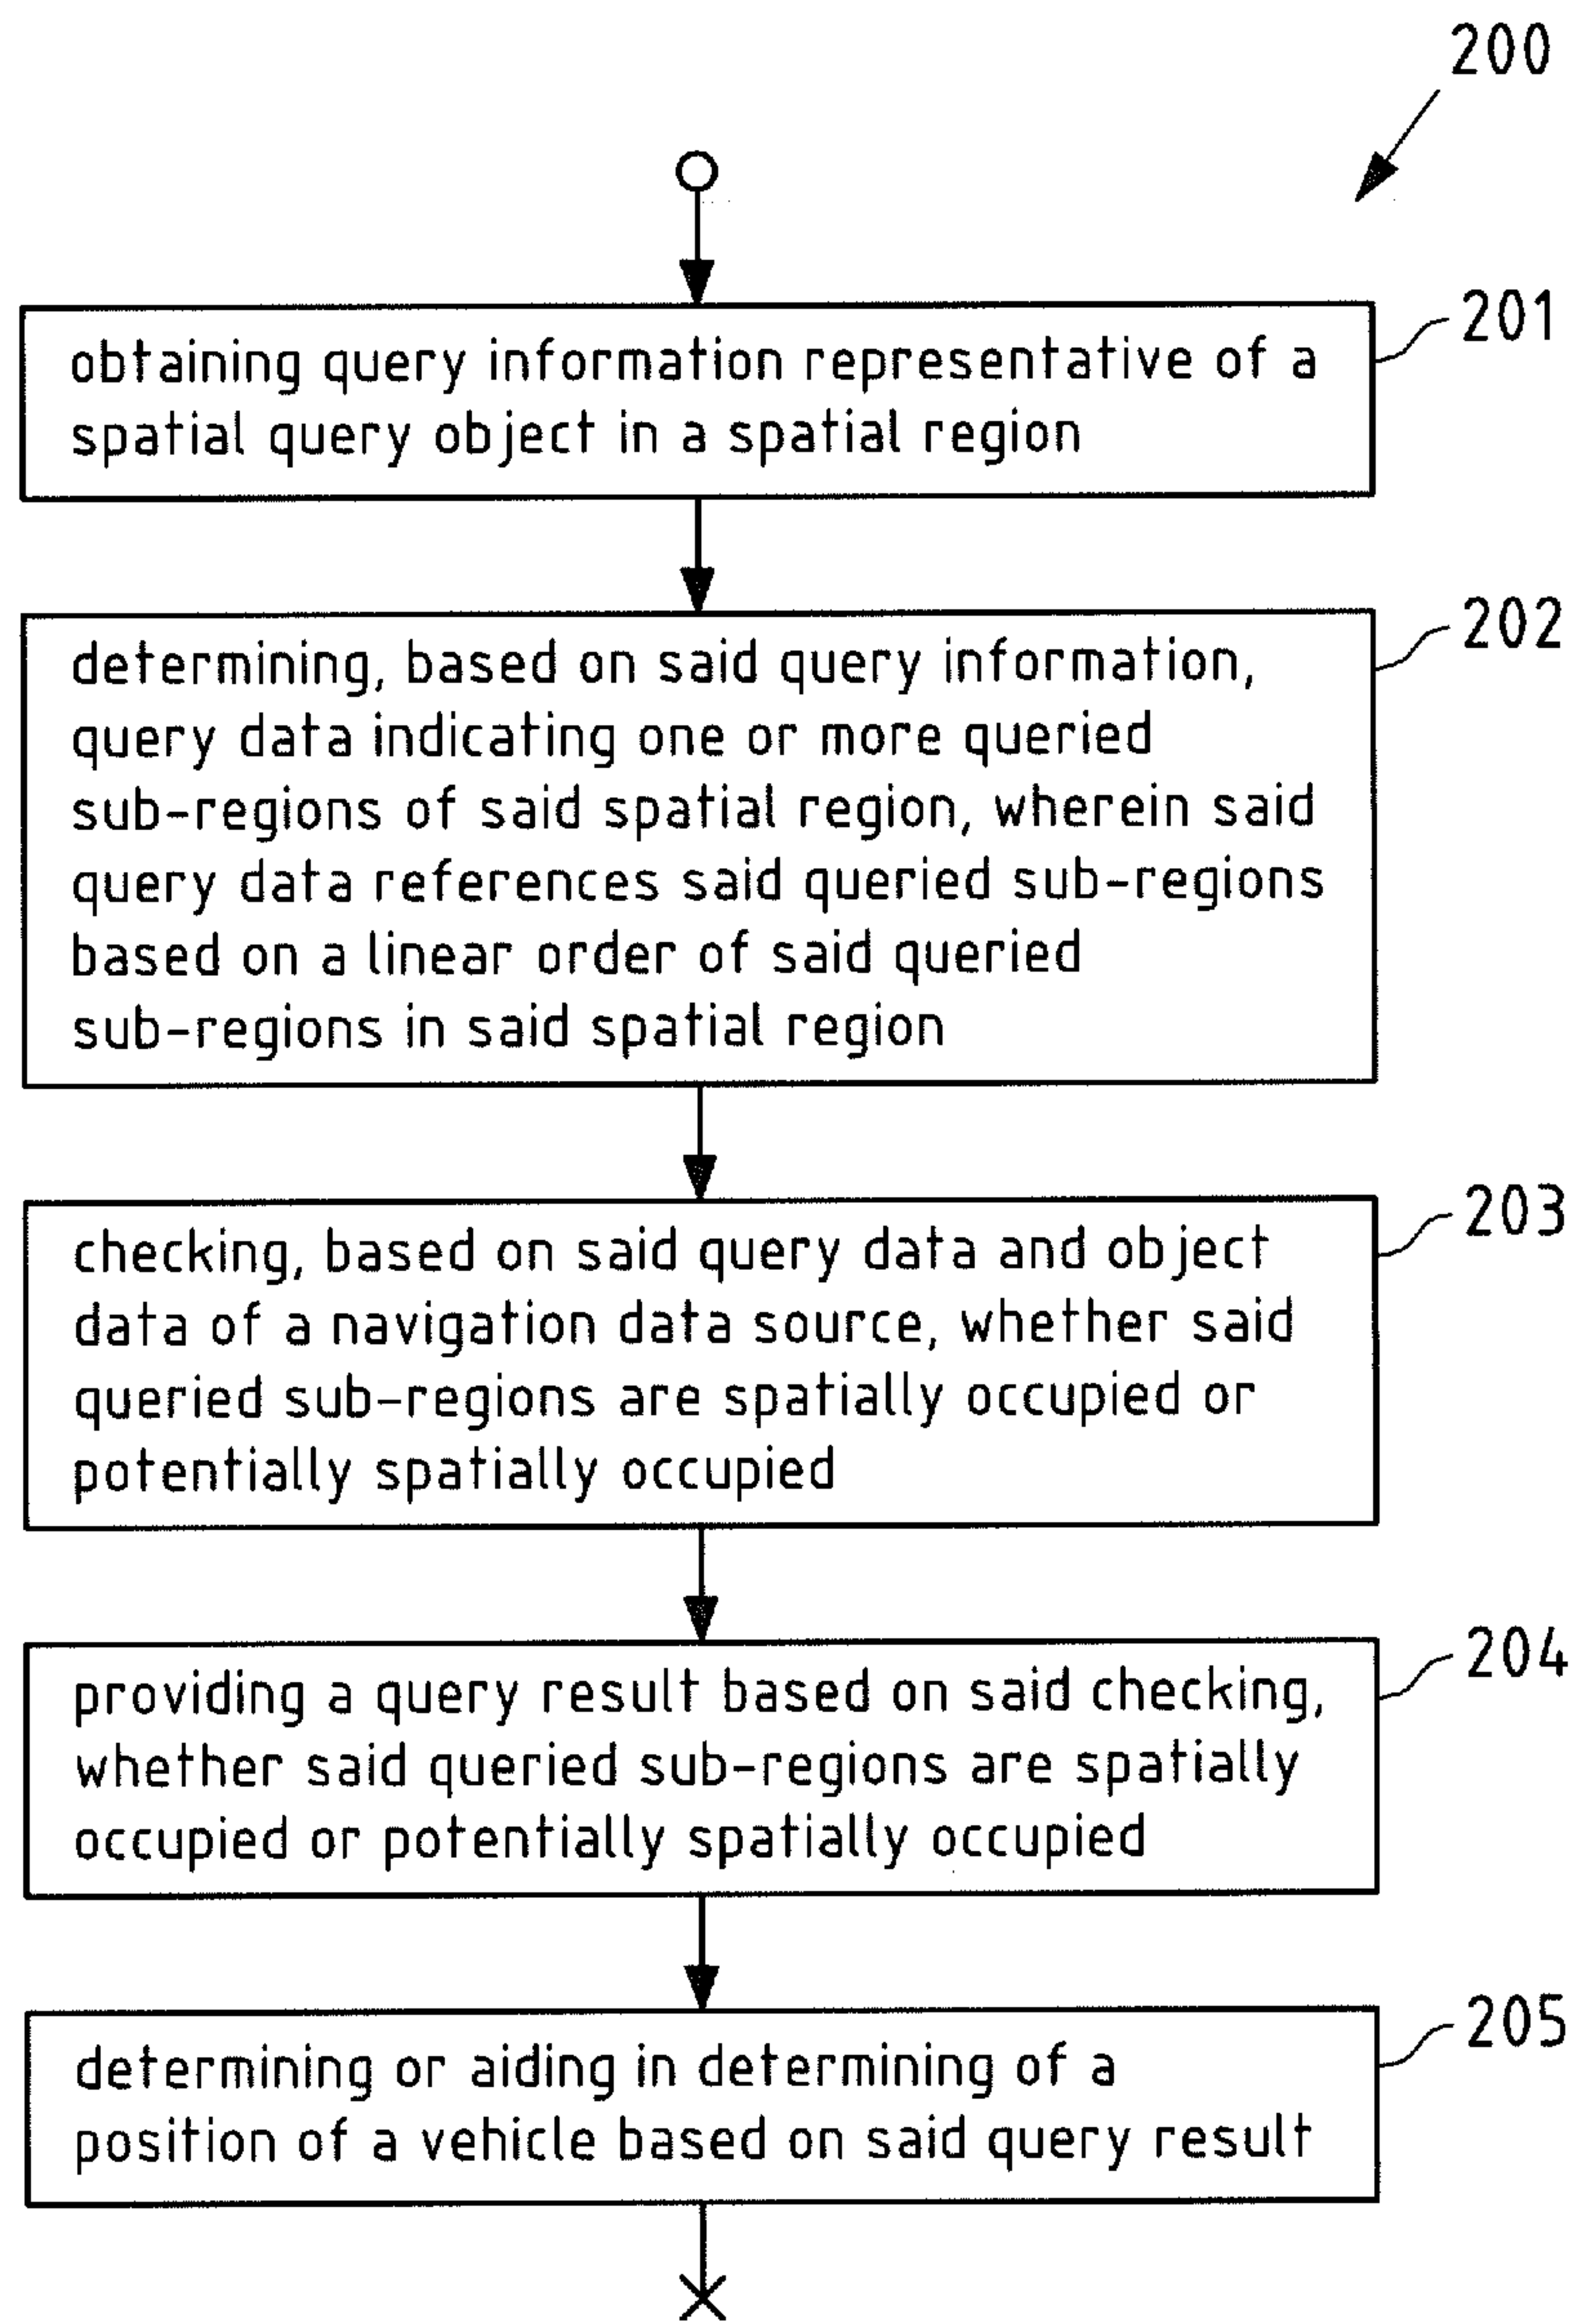 200
201
obtaining query information representative of a
spatial query object in a spatial region
202
determining, based on said query information,
query data indicating one or more queried
sub-regions of said spatial region, wherein said
query data references said queried sub-regions
based on a linear order of said queried
sub-regions in said spatial region
203
checking, based on said query data and object
data of a navigation data source, whether said
queried sub-regions are spatially occupied or
potentially spatially occupied
204
providing a query result based on said checking,
whether said queried sub-regions are spatially
occupied or potentially spatially occupied
205
determining or aiding in determining of a
position of a vehicle based on said query result